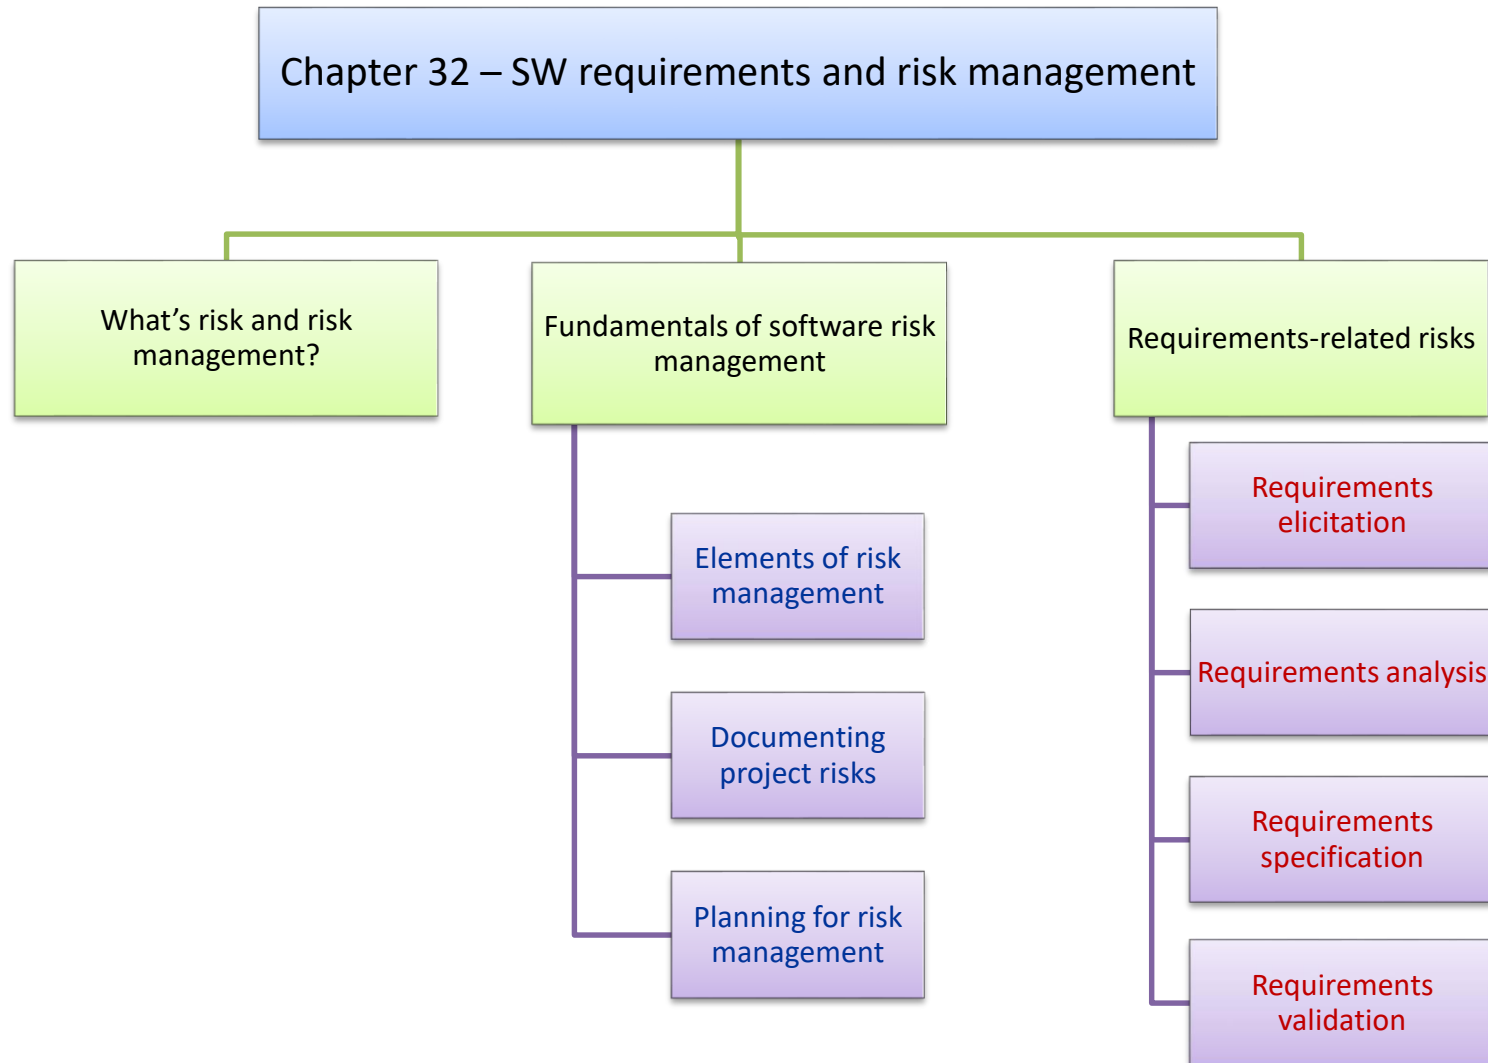 Chapter 32 – SW requirements and risk management
What’s risk and risk
management?
Fundamentals of software risk
management
Elements of risk
management
Documenting
project risks
Planning for risk
management
Requirements-related risks
Requirements
elicitation
Requirements analysis
Requirements
specification
Requirements
validation